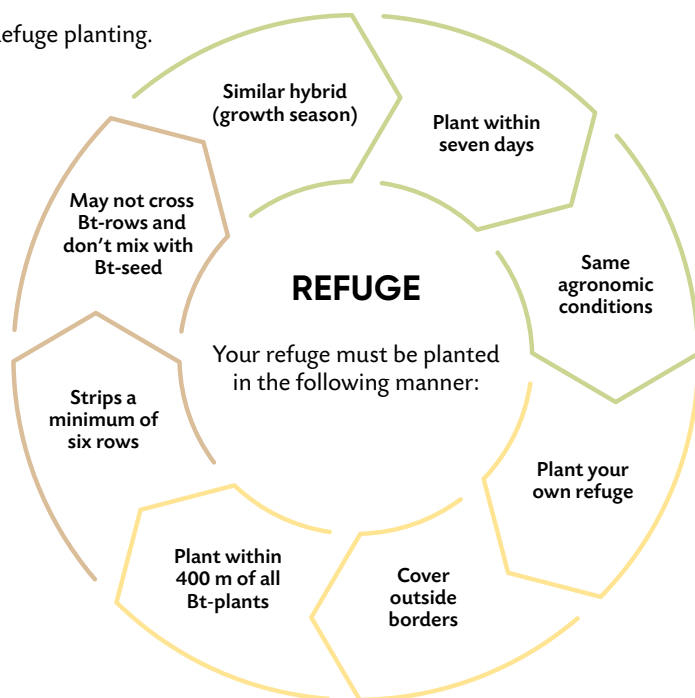 Refuge planting.
Similar hybrid
(growth season)
Plant within
seven days
Same
agronomic
conditions
Plant your
own refuge
Cover
outside
borders
Plant within
400 m of all
Bt-plants
Strips a
minimum of
six rows
May not cross
Bt-rows and
don't mix with
Bt-seed
REFUGE
Your refuge must be planted
in the following manner: